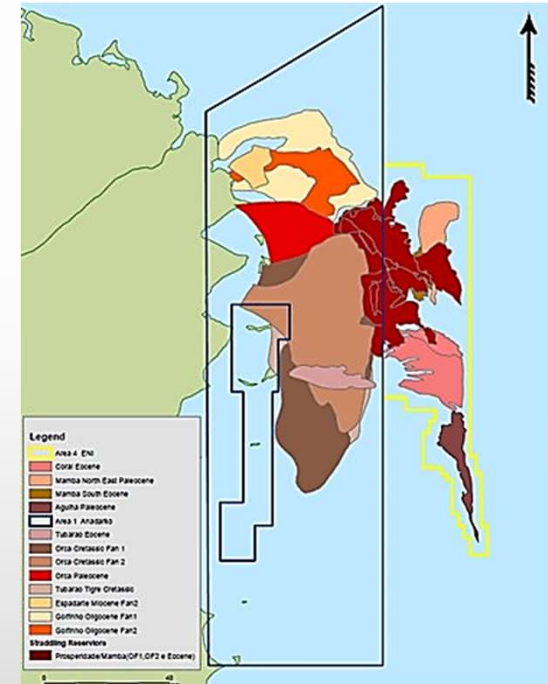 Legend
Area 4 ENI
Coral Eocene
Mamba North East Paleocene
Mamba South Eocene
Agulha Paleocene
Area 1 Anadarko
Tubarao Eocene
Orca Cretassic Fan 1
Orca Cretassic Fan 2
Orca Paleocene
Tubarao Tigre Cretassic
Espadarte Miocene Fan2
Golfinho Oligocene Fan1
Golfinho Oligocene Fan2
Straddling Reservoirs
Prosperidade/Mamba(OF1,OF2 e Eocene)
0 40